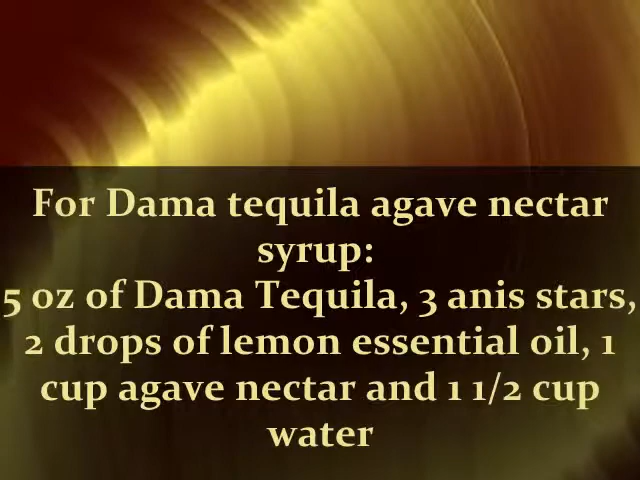 For Dama tequila agave nectar
syrup:
5 oz of Dama Tequila, 3 anis stars,
2 drops of lemon essential oil, 1
cup agave nectar and 1 1/2 cup
water